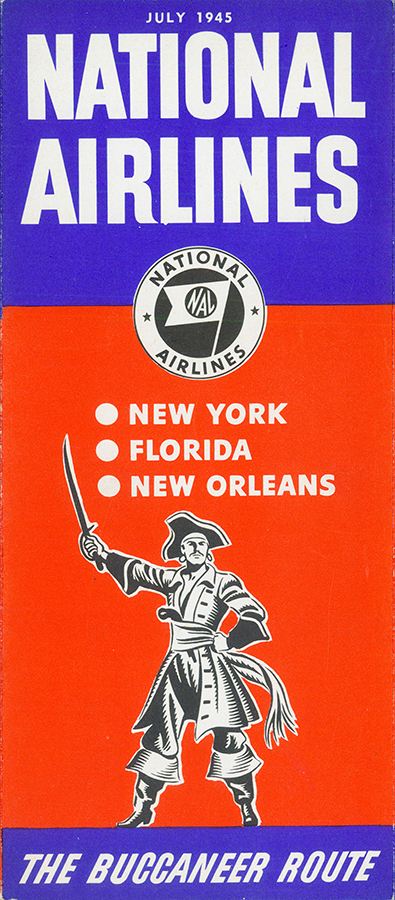 JULY 1945
NATIONAL
AIRLINES
NATIONAL
NAL
AIRLINES
NEW YORK
FLORIDA
NEW ORLEANS
THE BUCCANEER ROUTE